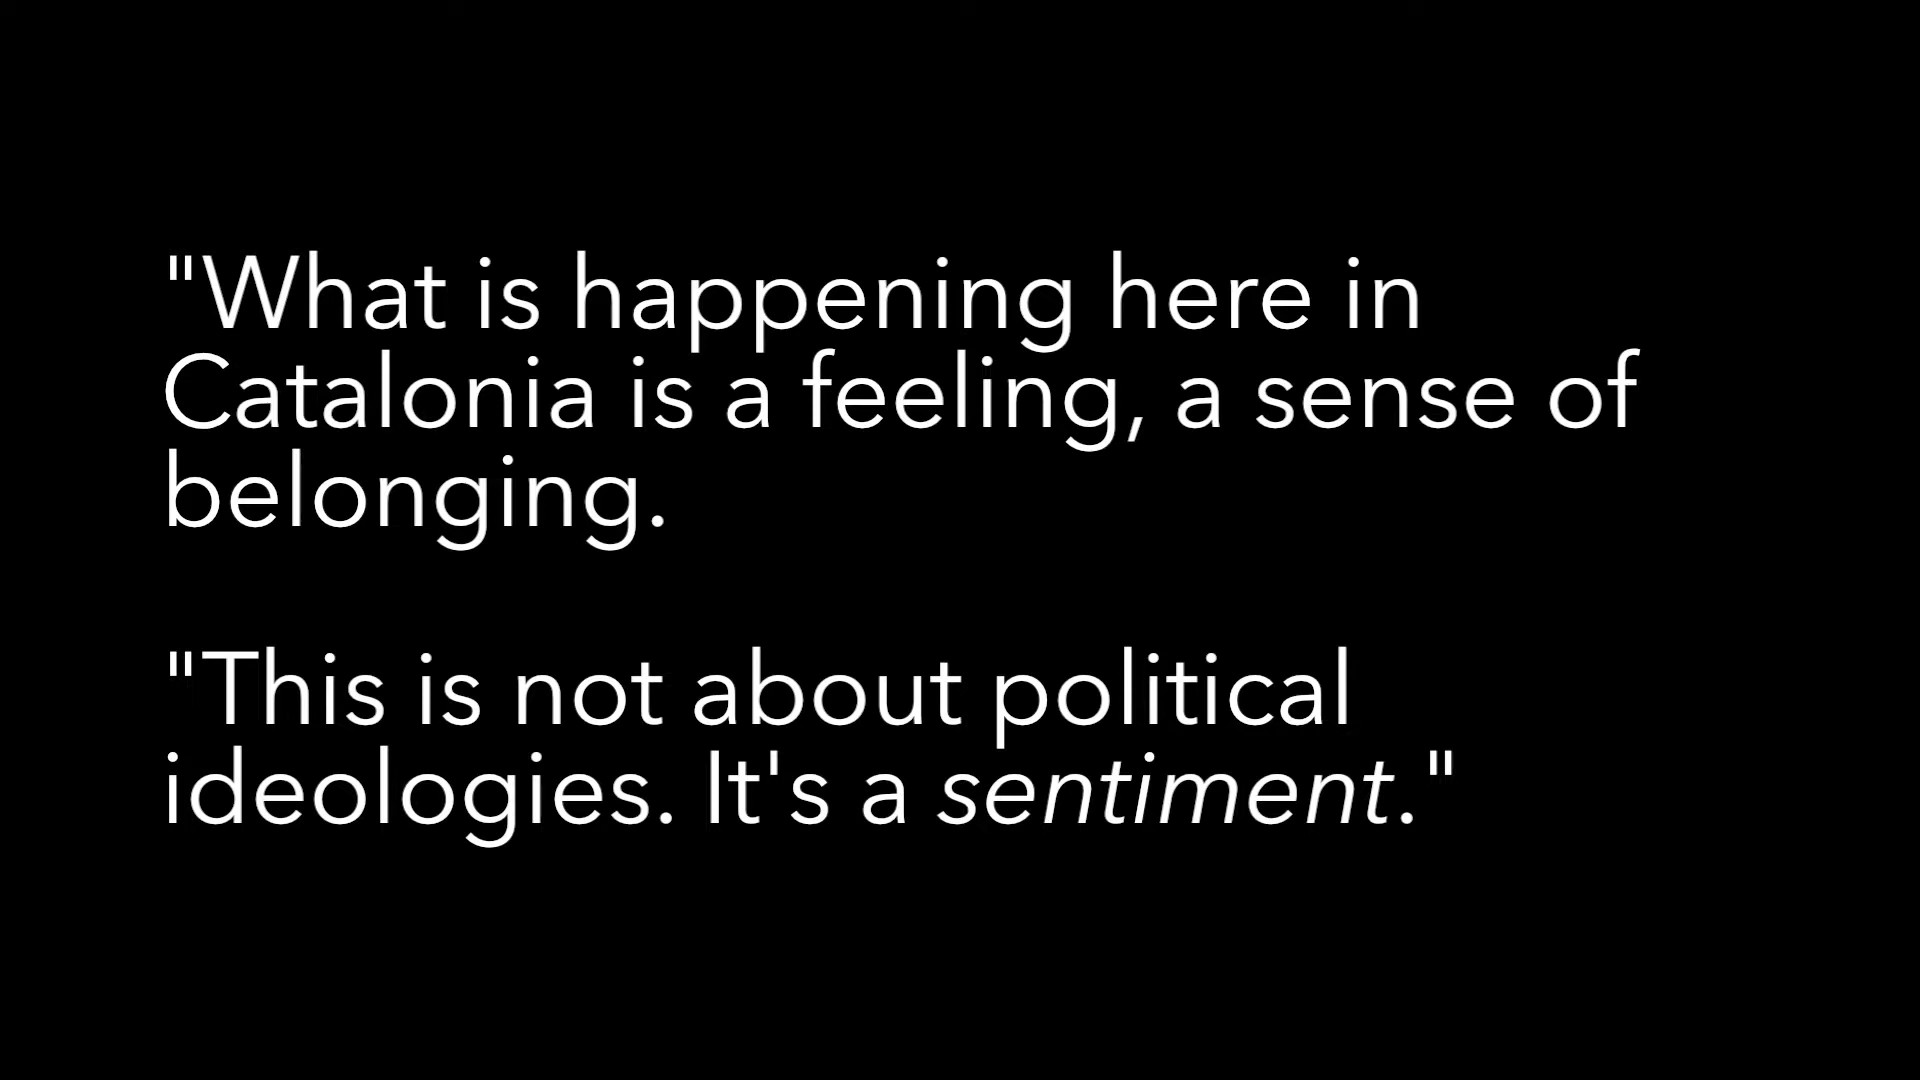 "What is happening here in
Catalonia is a feeling, a sense of
belonging.
"This is not about political
ideologies. It's a sentiment."